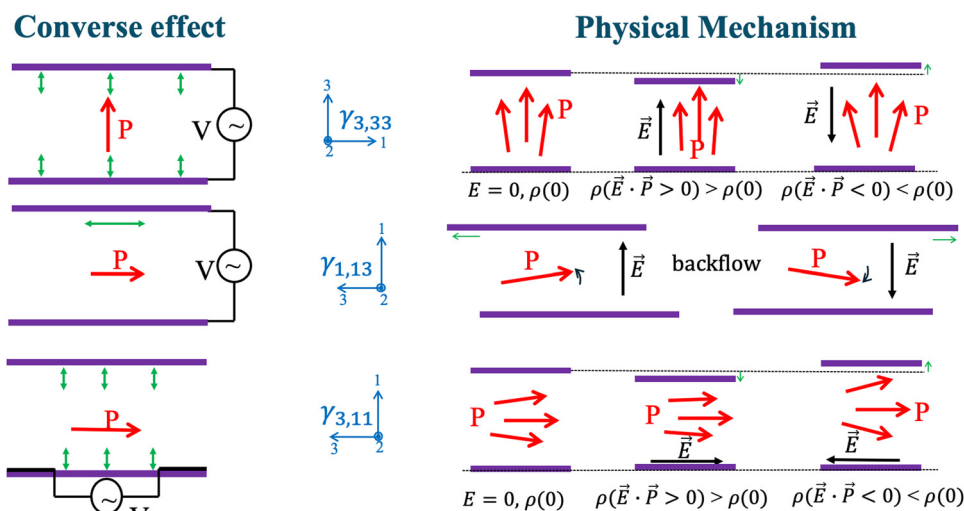 Converse effect
Physical Mechanism
P
V ~
3
1
2
γ₃,₃₃
P
E⃗
P
E⃗
P
E = 0, ρ(0)
ρ(E⃗ · P⃗ > 0) > ρ(0)
ρ(E⃗ · P⃗ < 0) < ρ(0)
P
V ~
1
3
2
γ₁,₁₃
P
E⃗
backflow
P
E⃗
P
V ~
1
3
2
γ₃,₁₁
P
P
E⃗
P
E⃗
E = 0, ρ(0)
ρ(E⃗ · P⃗ > 0) > ρ(0)
ρ(E⃗ · P⃗ < 0) < ρ(0)